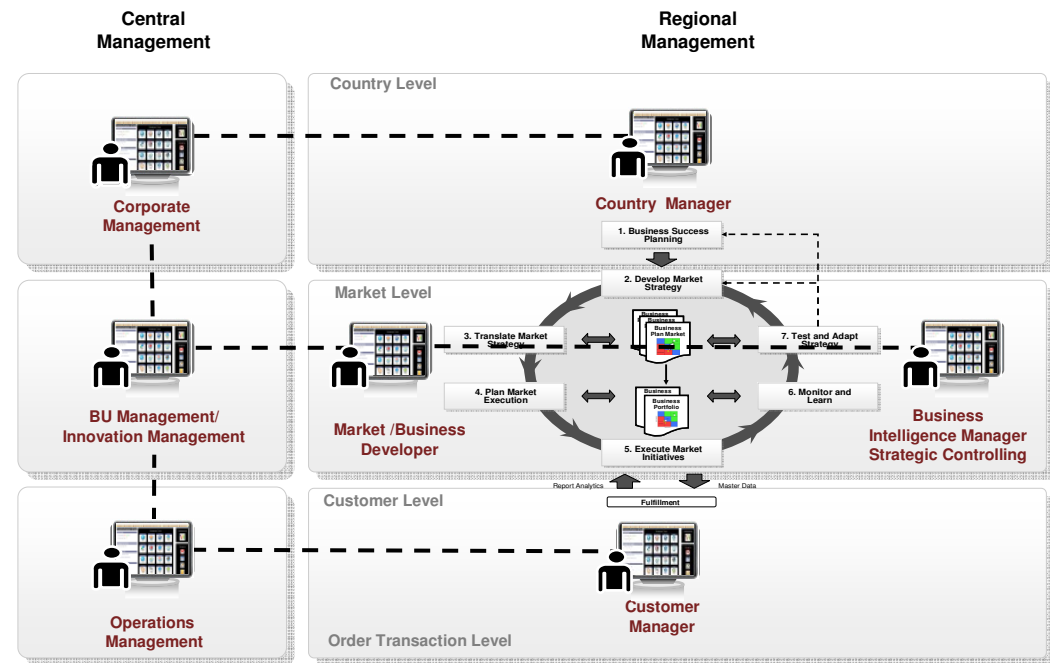 Central
Management
Regional
Management
Country Level
Corporate
Management
Country Manager
1. Business Success
Planning
2. Develop Market
Strategy
Market Level
3. Translate Market
Strategy
Business
Business
Business
Plan Market
7. Test and Adapt
Strategy
4. Plan Market
Execution
Business
Business
Portfolio
6. Monitor and
Learn
BU Management/
Innovation Management
Market /Business
Developer
Business
Intelligence Manager
Strategic Controlling
5. Execute Market
Initiatives
Report Analytics
Master Data
Customer Level
Fulfillment
Operations
Management
Customer
Manager
Order Transaction Level